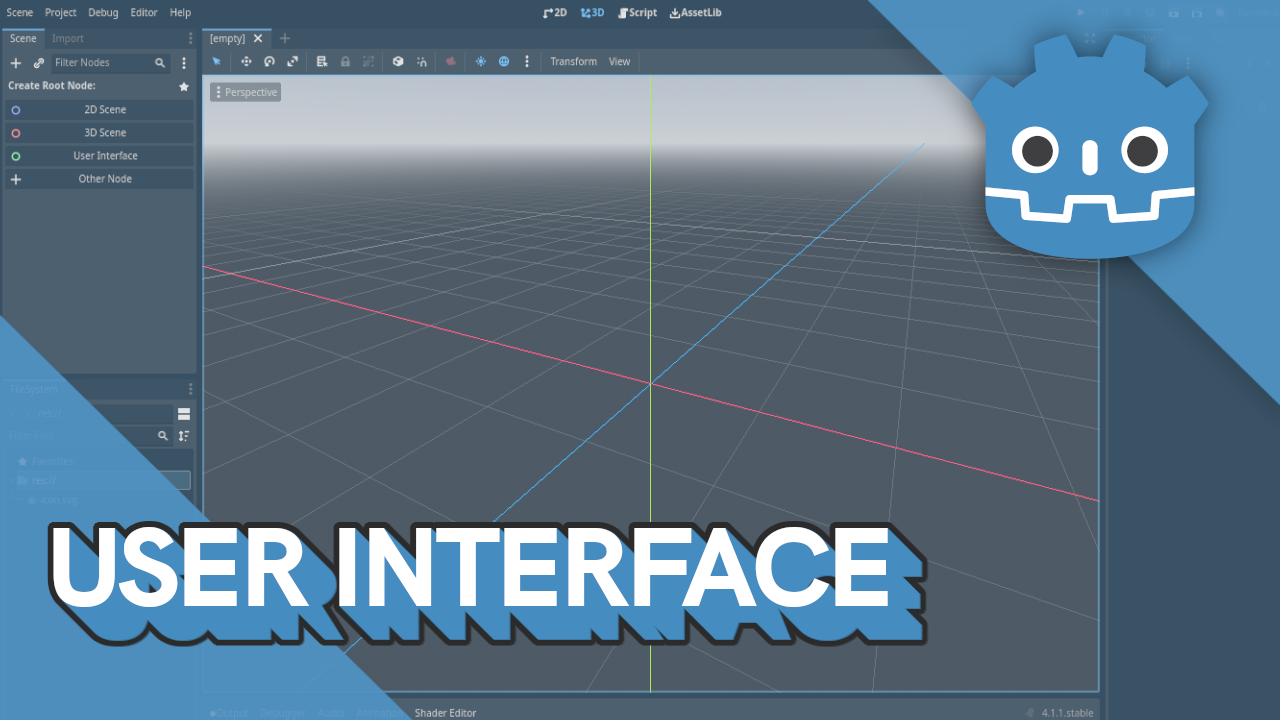 Scene Project Debug Editor Help
2D 3D Script AssetLib
Scene Import
[empty]
Filter Nodes
Transform View
Create Root Node:
Perspective
2D Scene
3D Scene
User Interface
Other Node
FileSystem
res://
Favorites
res://
icon.svg
USER INTERFACE
Output Debugger Audio Animation Shader Editor
4.1.1.stable